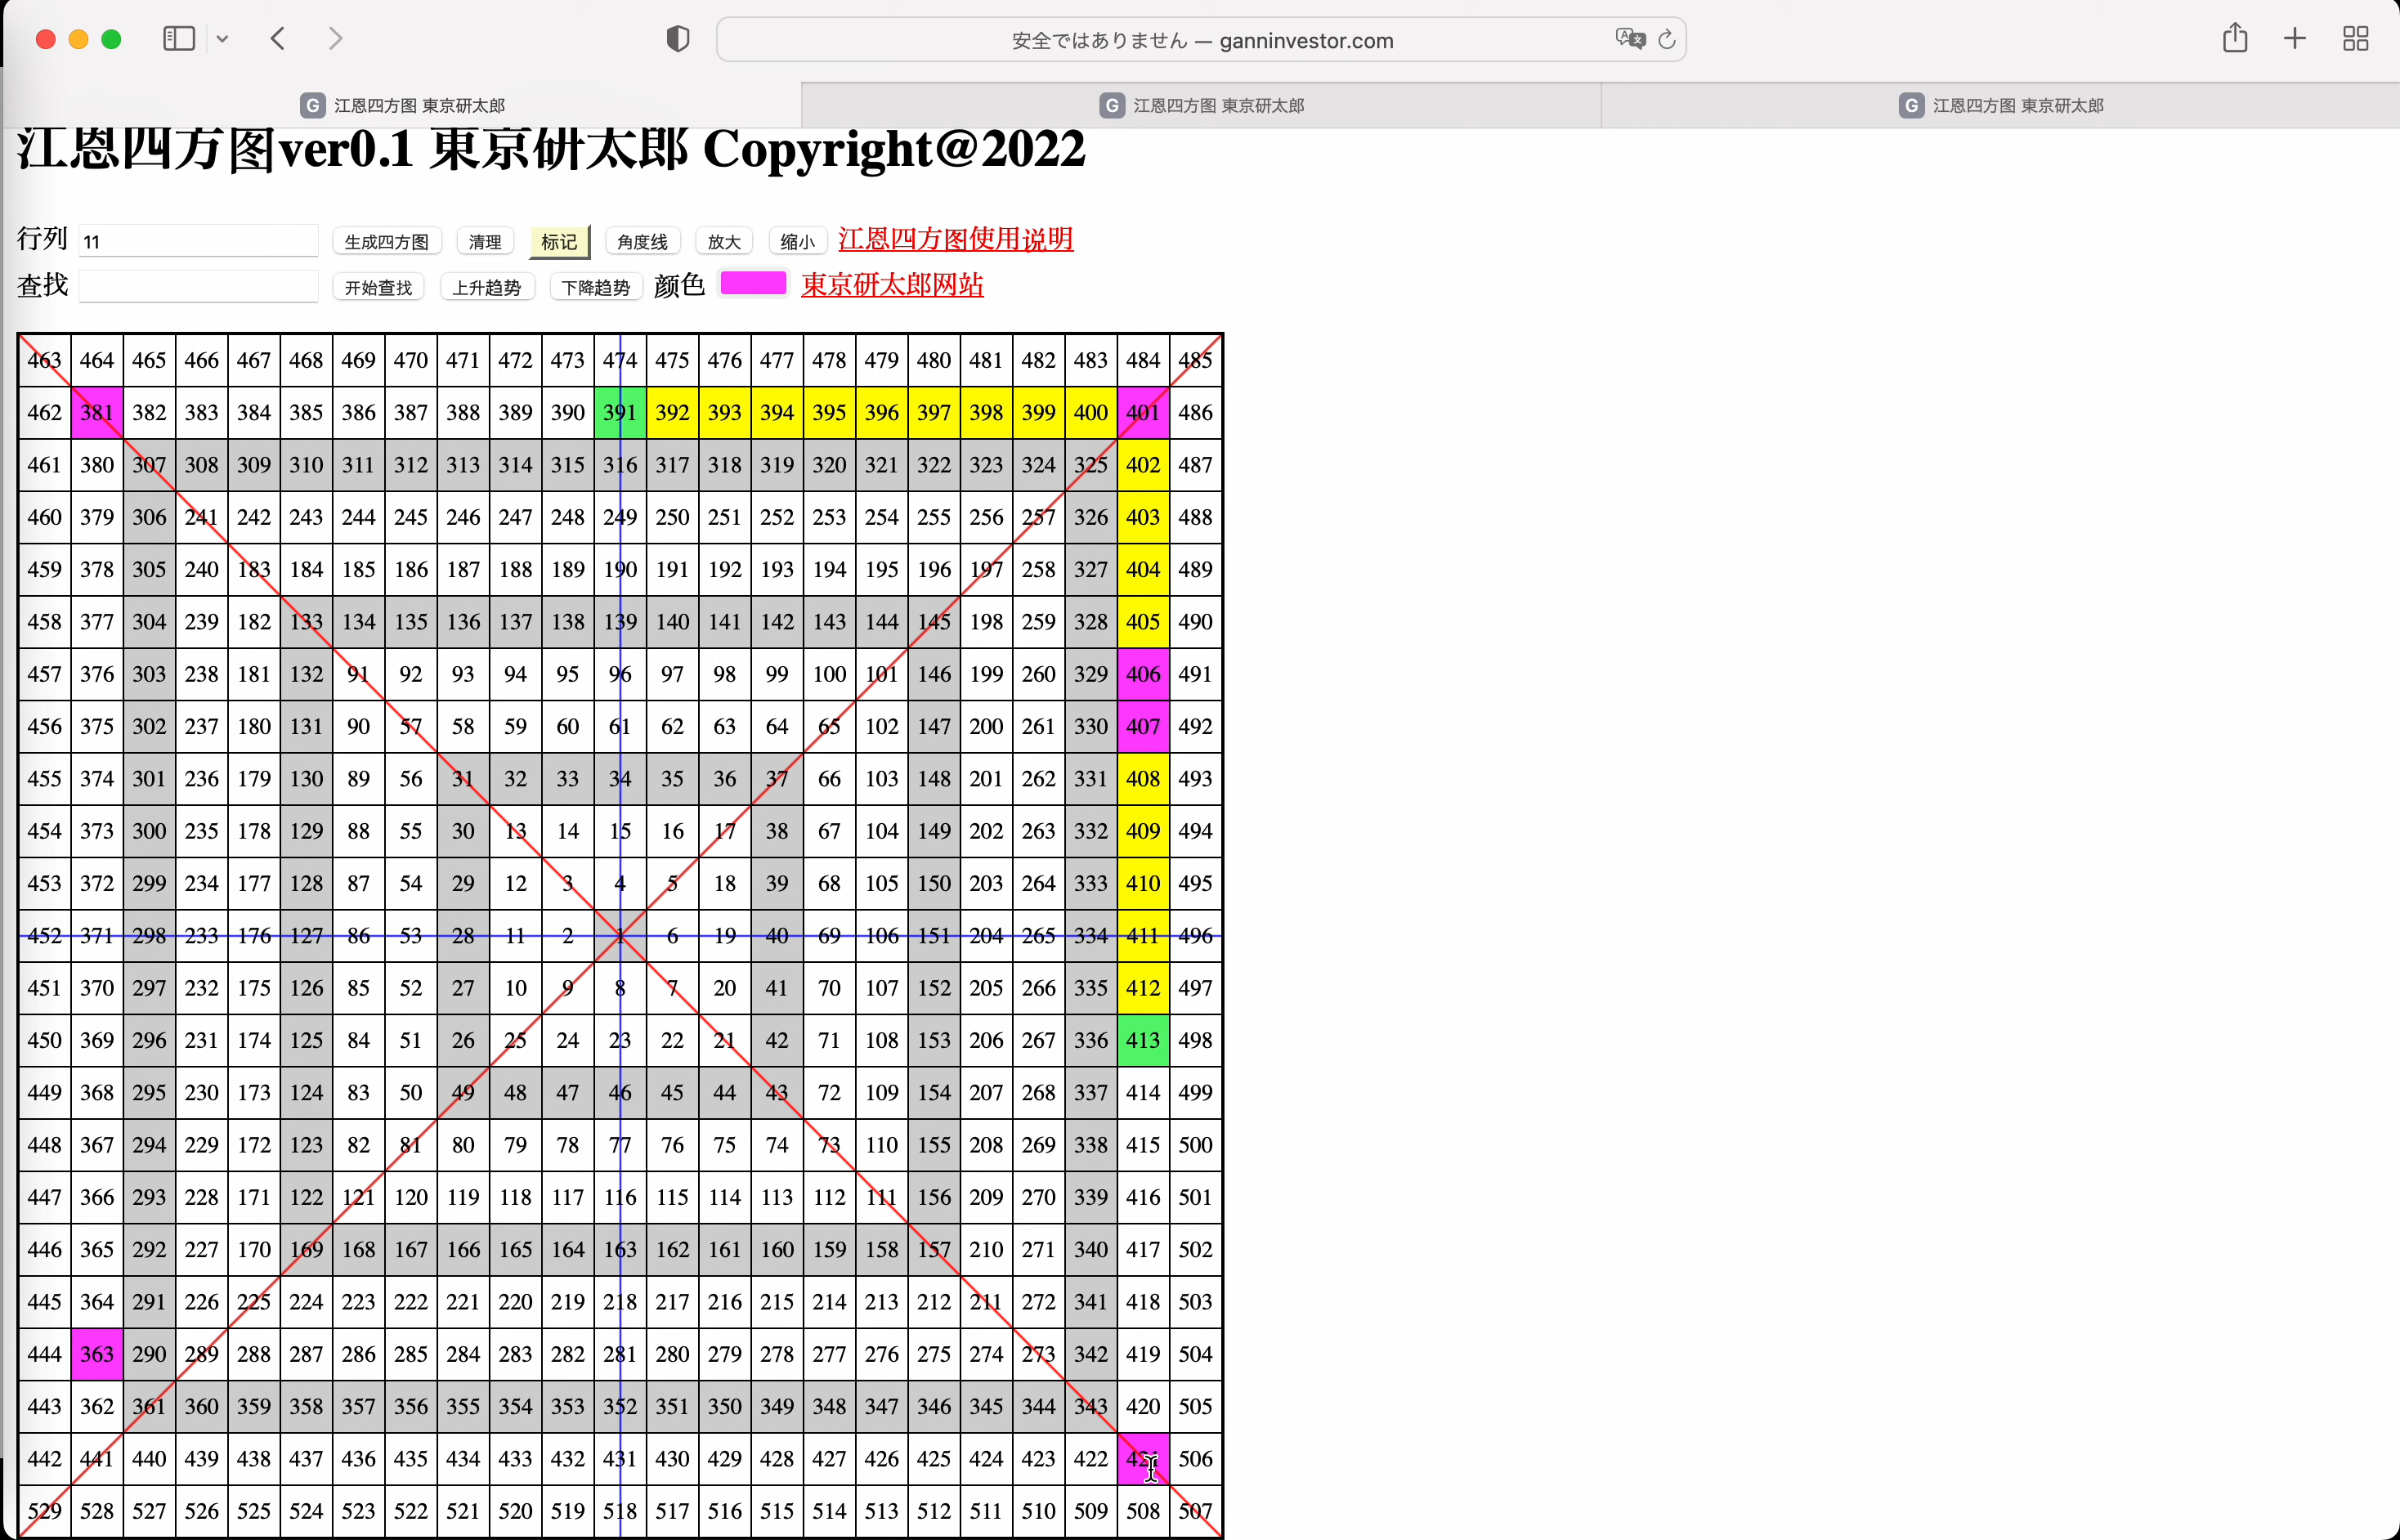 安全ではありません — ganninvestor.com
G 江恩四方图 東京研太郎
G 江恩四方图 東京研太郎
G 江恩四方图 東京研太郎
江恩四方图ver0.1 東京研太郎 Copyright@2022
行列 11 生成四方图 清理 标记 角度线 放大 缩小 江恩四方图使用说明
查找 开始查找 上升趋势 下降趋势 颜色 東京研太郎网站
463 464 465 466 467 468 469 470 471 472 473 474 475 476 477 478 479 480 481 482 483 484 485
462 381 382 383 384 385 386 387 388 389 390 391 392 393 394 395 396 397 398 399 400 401 486
461 380 307 308 309 310 311 312 313 314 315 316 317 318 319 320 321 322 323 324 325 402 487
460 379 306 241 242 243 244 245 246 247 248 249 250 251 252 253 254 255 256 257 326 403 488
459 378 305 240 183 184 185 186 187 188 189 190 191 192 193 194 195 196 197 258 327 404 489
458 377 304 239 182 133 134 135 136 137 138 139 140 141 142 143 144 145 198 259 328 405 490
457 376 303 238 181 132 91 92 93 94 95 96 97 98 99 100 101 146 199 260 329 406 491
456 375 302 237 180 131 90 57 58 59 60 61 62 63 64 65 102 147 200 261 330 407 492
455 374 301 236 179 130 89 56 31 32 33 34 35 36 37 66 103 148 201 262 331 408 493
454 373 300 235 178 129 88 55 30 13 14 15 16 17 38 67 104 149 202 263 332 409 494
453 372 299 234 177 128 87 54 29 12 3 4 5 18 39 68 105 150 203 264 333 410 495
452 371 298 233 176 127 86 53 28 11 2 1 6 19 40 69 106 151 204 265 334 411 496
451 370 297 232 175 126 85 52 27 10 9 8 7 20 41 70 107 152 205 266 335 412 497
450 369 296 231 174 125 84 51 26 25 24 23 22 21 42 71 108 153 206 267 336 413 498
449 368 295 230 173 124 83 50 49 48 47 46 45 44 43 72 109 154 207 268 337 414 499
448 367 294 229 172 123 82 81 80 79 78 77 76 75 74 73 110 155 208 269 338 415 500
447 366 293 228 171 122 121 120 119 118 117 116 115 114 113 112 111 156 209 270 339 416 501
446 365 292 227 170 169 168 167 166 165 164 163 162 161 160 159 158 157 210 271 340 417 502
445 364 291 226 225 224 223 222 221 220 219 218 217 216 215 214 213 212 211 272 341 418 503
444 363 290 289 288 287 286 285 284 283 282 281 280 279 278 277 276 275 274 273 342 419 504
443 362 361 360 359 358 357 356 355 354 353 352 351 350 349 348 347 346 345 344 343 420 505
442 441 440 439 438 437 436 435 434 433 432 431 430 429 428 427 426 425 424 423 422 421 506
529 528 527 526 525 524 523 522 521 520 519 518 517 516 515 514 513 512 511 510 509 508 507